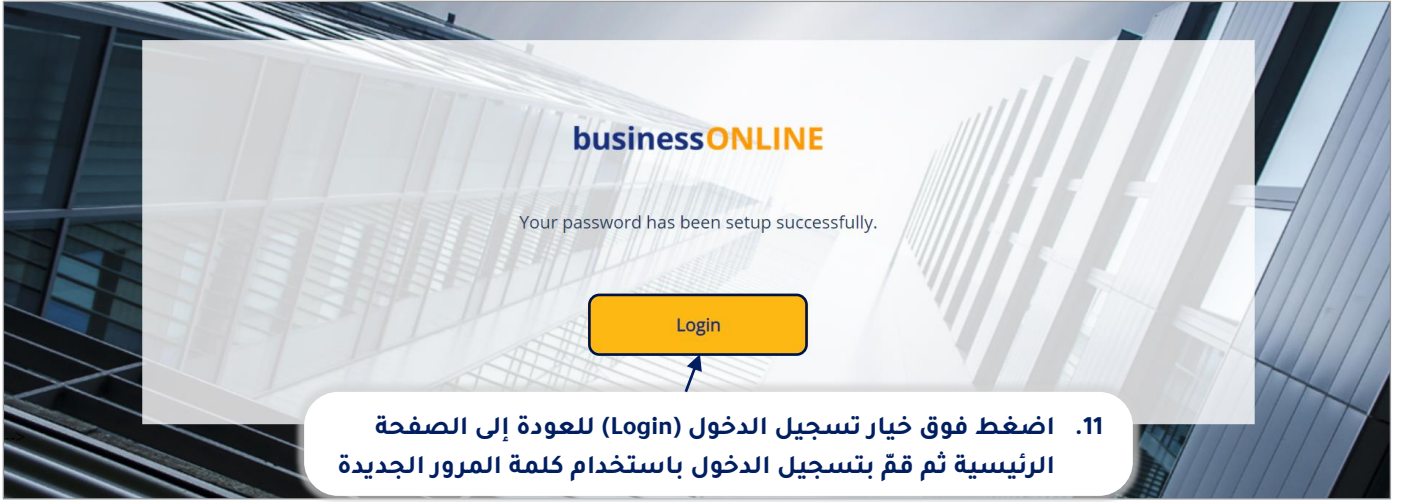 businessONLINE
Your password has been setup successfully.
Login
11. اضغط فوق خيار تسجيل الدخول (Login) للعودة إلى الصفحة
الرئيسية ثم قمّ بتسجيل الدخول باستخدام كلمة المرور الجديدة